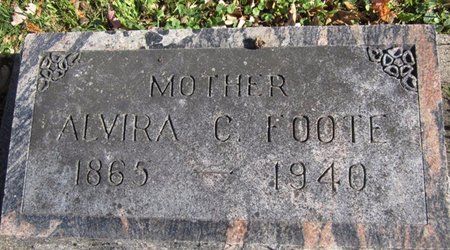 MOTHER
ALVIRA C. FOOTE
1865 — 1940